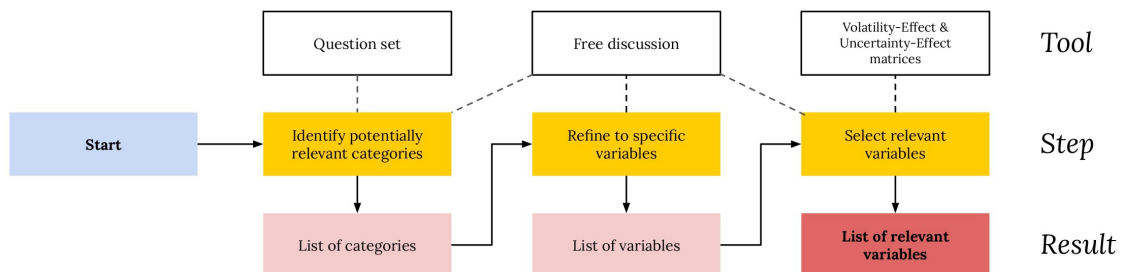 Question set
Free discussion
Volatility-Effect &
Uncertainty-Effect
matrices
Tool
Start
Identify potentially
relevant categories
Refine to specific
variables
Select relevant
variables
Step
List of categories
List of variables
List of relevant
variables
Result